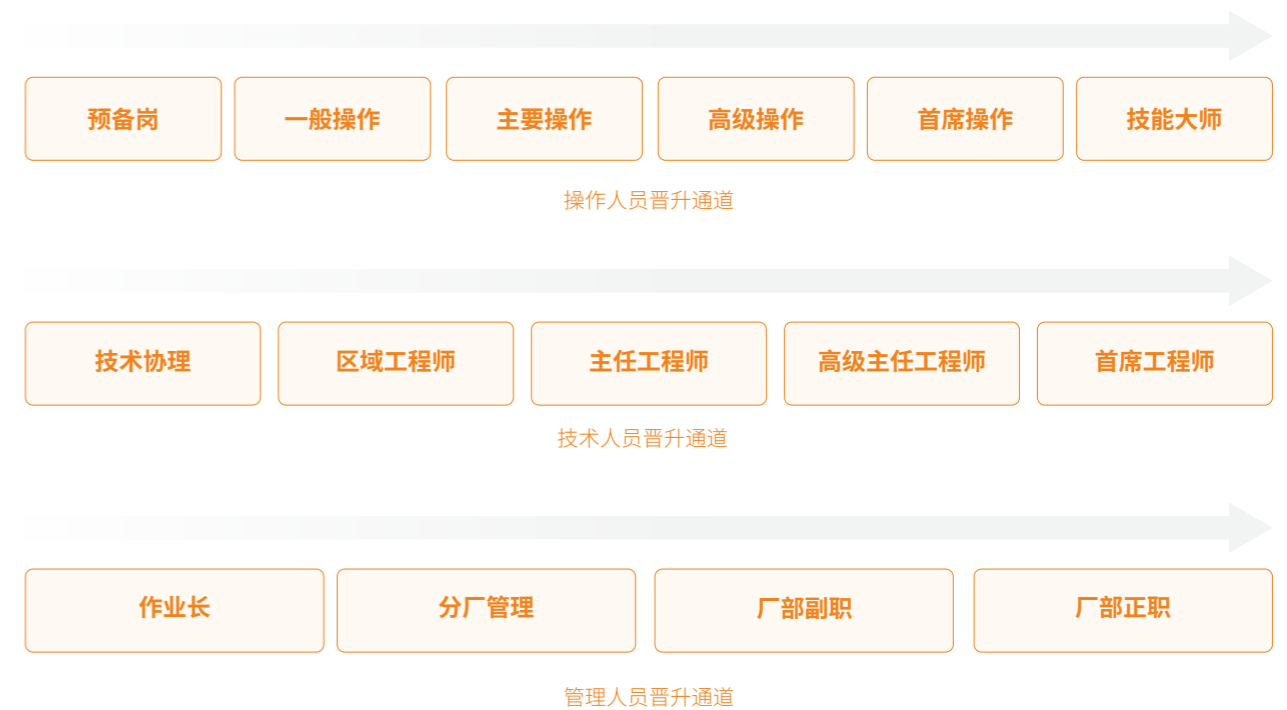 预备岗 一般操作 主要操作 高级操作 首席操作 技能大师
操作人员晋升通道
技术协理 区域工程师 主任工程师 高级主任工程师 首席工程师
技术人员晋升通道
作业长 分厂管理 厂部副职 厂部正职
管理人员晋升通道